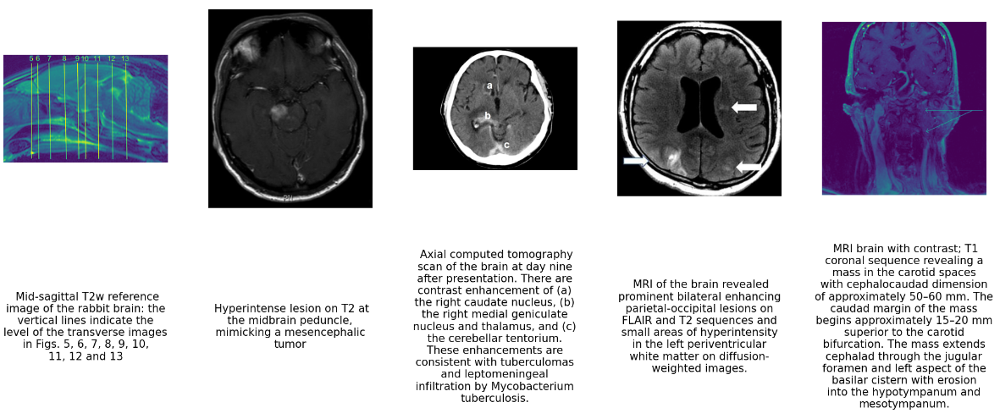 5 6 7 8 9 10 11 12 13
a
b
c
Mid-sagittal T2w reference
image of the rabbit brain: the
vertical lines indicate the
level of the transverse images
in Figs. 5, 6, 7, 8, 9, 10,
11, 12 and 13
Hyperintense lesion on T2 at
the midbrain peduncle,
mimicking a mesencephalic
tumor
Axial computed tomography
scan of the brain at day nine
after presentation. There are
contrast enhancement of (a)
the right caudate nucleus, (b)
the right medial geniculate
nucleus and thalamus, and (c)
the cerebellar tentorium.
These enhancements are
consistent with tuberculomas
and leptomeningeal
infiltration by Mycobacterium
tuberculosis.
MRI of the brain revealed
prominent bilateral enhancing
parietal-occipital lesions on
FLAIR and T2 sequences and
small areas of hyperintensity
in the left periventricular
white matter on diffusion-
weighted images.
MRI brain with contrast; T1
coronal sequence revealing a
mass in the carotid spaces
with cephalocaudad dimension
of approximately 50–60 mm. The
caudad margin of the mass
begins approximately 15–20 mm
superior to the carotid
bifurcation. The mass extends
cephalad through the jugular
foramen and left aspect of the
basilar cistern with erosion
into the hypotympanum and
mesotympanum.